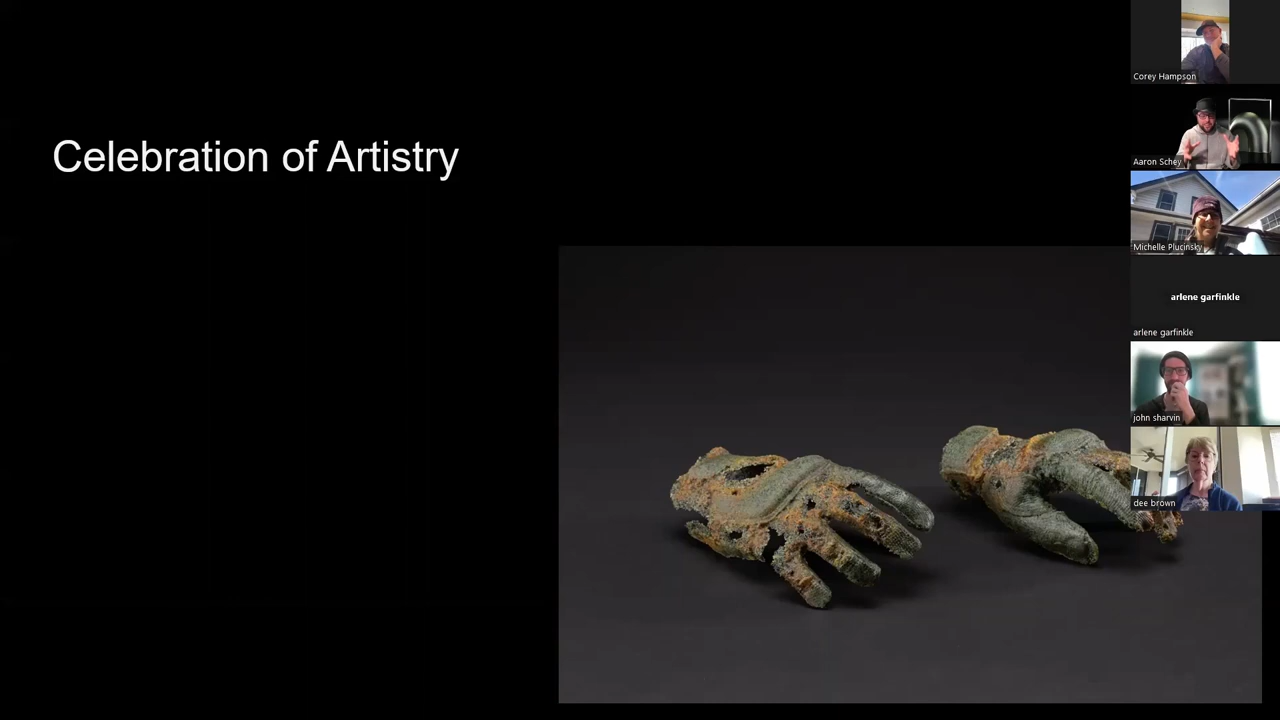 Celebration of Artistry
Corey Hampson
Aaron Schey
Michelle Plucinsky
arlene garfinkle
arlene garfinkle
john sharvin
dee brown